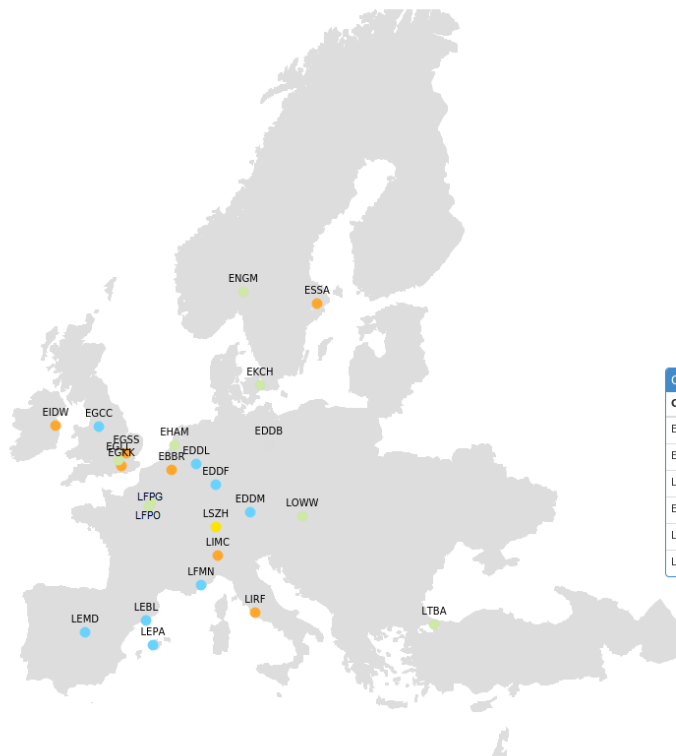 ENGM
ESSA
EKCH
EIDW
EGCC
EHAM
EDDB
EGSS
EGLL
EGKK
EBBR
EDDL
EDDF
LFPG
LFPO
EDDM
LOWW
LSZH
LIMC
LFMN
LEBL
LIRF
LEMD
LEPA
LTBA